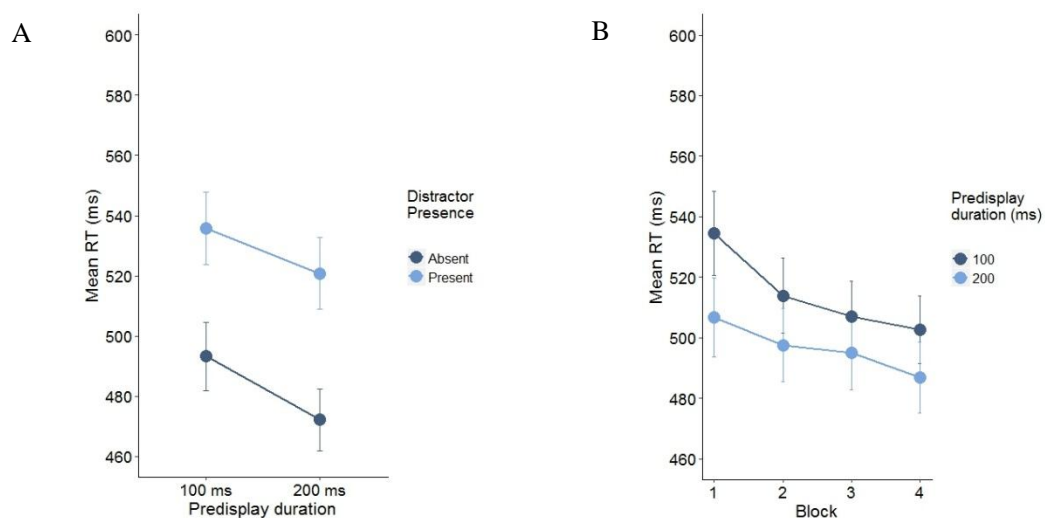 A
600
580
560
540
520
500
480
460
Mean RT (ms)
100 ms 200 ms
Predisplay duration
Distractor
Presence
Absent
Present
B
600
580
560
540
520
500
480
460
Mean RT (ms)
1 2 3 4
Block
Predisplay
duration (ms)
100
200